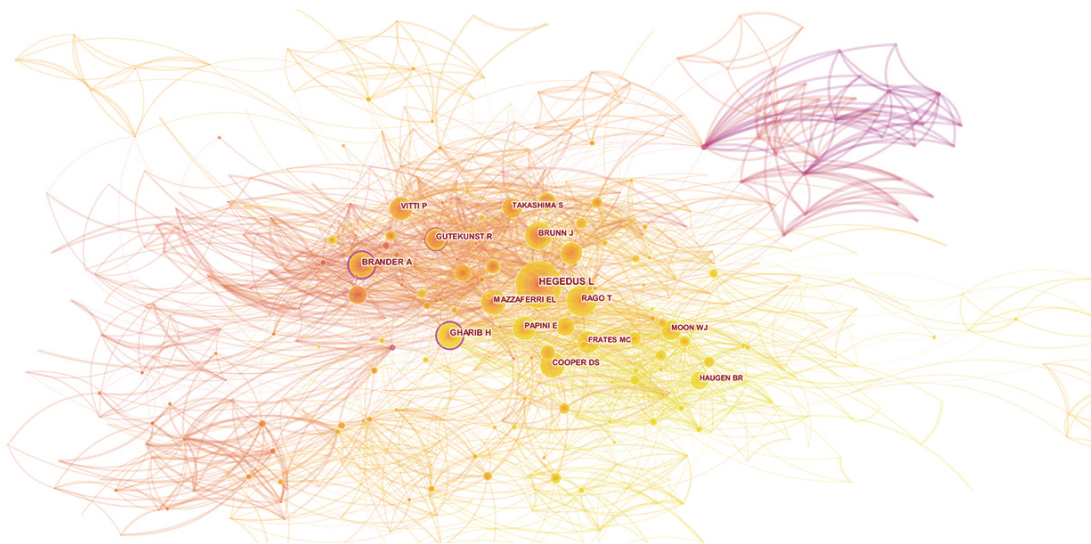 VITTI P
TAKASHIMA S
GUTEKUNST R
BRUNN J
BRANDER A
HEGEDUS L
MAZZAFERRI EL
RAGO T
GHARIB H
PAPINI E
MOON WJ
FRATES MC
COOPER DS
HAUGEN BR